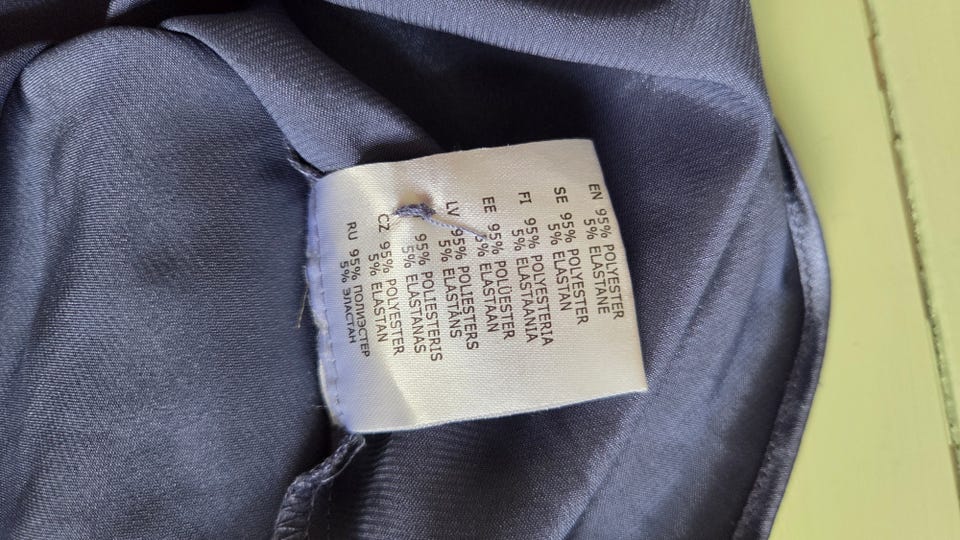 EN 95% POLYESTER
5% ELASTANE
SE 95% POLYESTER
5% ELASTAN
FI 95% POLYESTERIA
5% ELASTAANIA
EE 95% POLÜESTER
5% ELASTAAN
LV 95% POLIESTERS
5% ELASTĀNS
95% POLIESTERIS
5% ELASTANAS
CZ 95% POLYESTER
5% ELASTAN
RU 95% ПОЛИЭСТЕР
5% ЭЛАСТАН